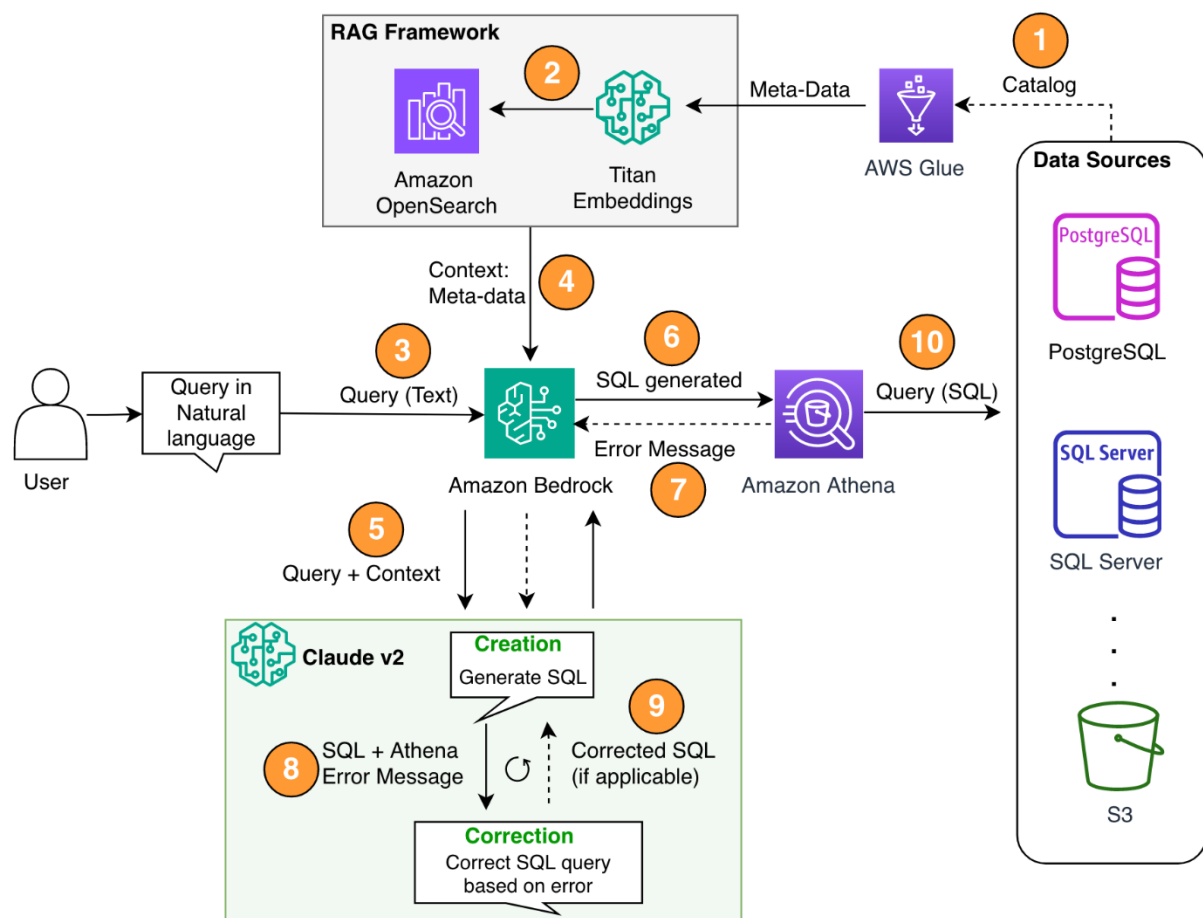 RAG Framework
1
2
Meta-Data
Catalog
Data Sources
AWS Glue
Amazon
OpenSearch
Titan
Embeddings
PostgreSQL
PostgreSQL
Context:
Meta-data
4
3
6
10
Query in
Natural
language
Query (Text)
SQL generated
Query (SQL)
Error Message
User
Amazon Bedrock
7
Amazon Athena
SQL Server
SQL Server
5
Query + Context
Claude v2
Creation
Generate SQL
8
SQL + Athena
Error Message
9
Corrected SQL
(if applicable)
Correction
Correct SQL query
based on error
S3